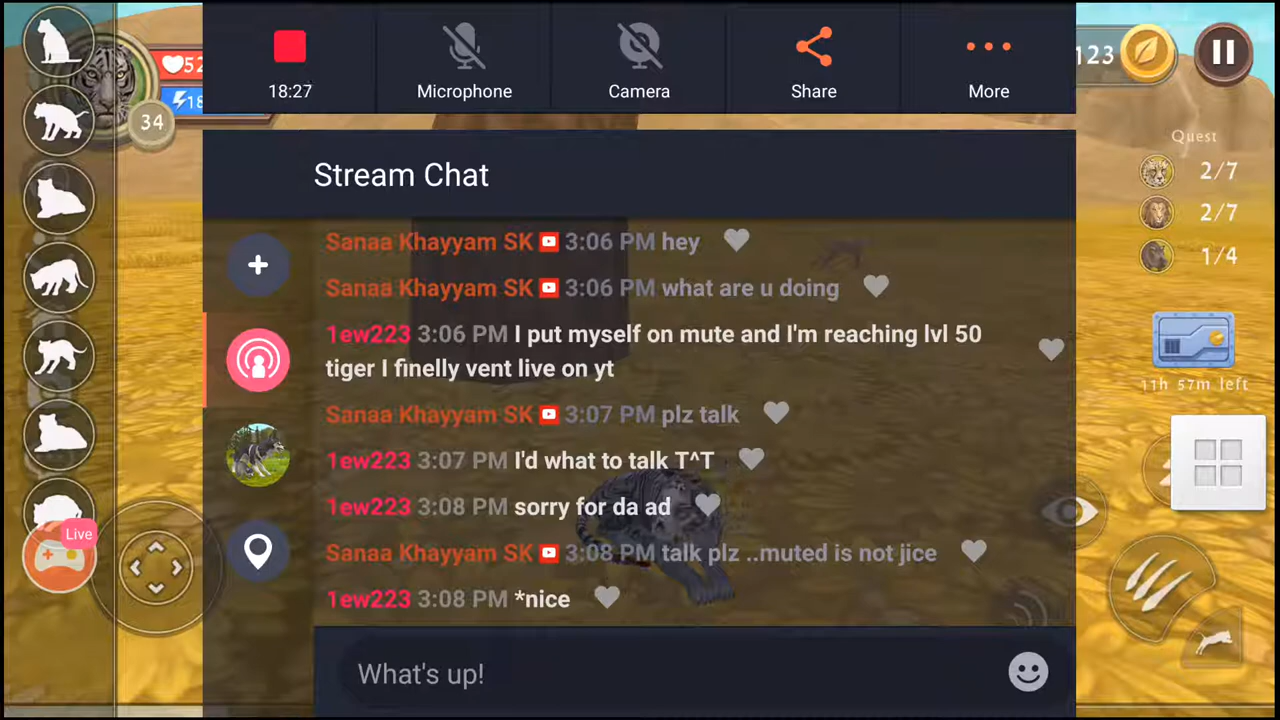 18:27
Microphone
Camera
Share
More
52
18
34
123
Stream Chat
Quest
2/7
2/7
1/4
11h 57m left
Sanaa Khayyam SK 3:06 PM hey
Sanaa Khayyam SK 3:06 PM what are u doing
1ew223 3:06 PM I put myself on mute and I'm reaching lvl 50
tiger I finelly vent live on yt
Sanaa Khayyam SK 3:07 PM plz talk
1ew223 3:07 PM I'd what to talk T^T
1ew223 3:08 PM sorry for da ad
Sanaa Khayyam SK 3:08 PM talk plz ..muted is not jice
1ew223 3:08 PM *nice
Live
What's up!